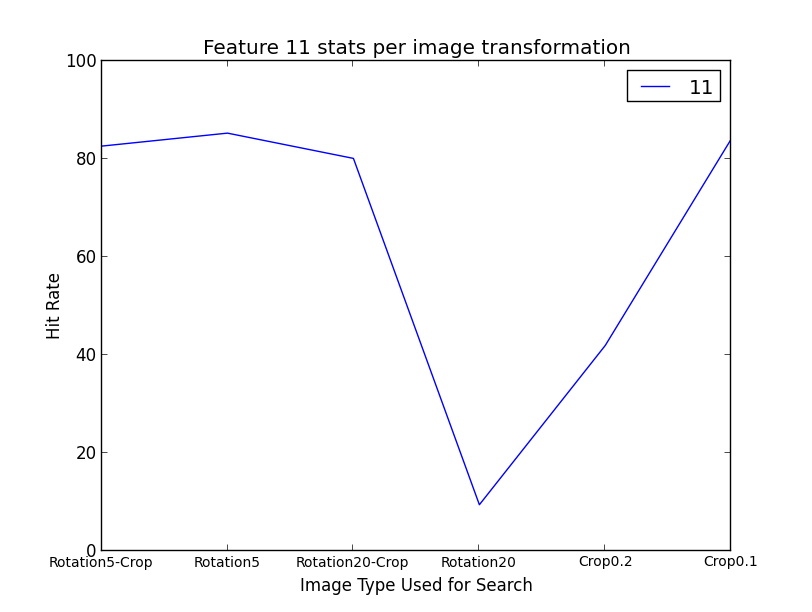 Feature 11 stats per image transformation
11
100
80
60
40
20
0
Hit Rate
Rotation5-Crop Rotation5 Rotation20-Crop Rotation20 Crop0.2 Crop0.1
Image Type Used for Search